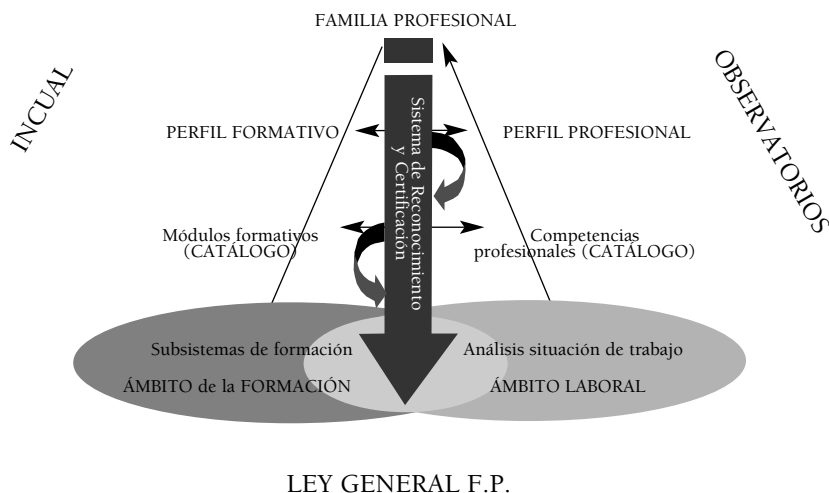 FAMILIA PROFESIONAL
INCUAL
OBSERVATORIOS
Sistema de Reconocimiento
y Certificación
PERFIL FORMATIVO
PERFIL PROFESIONAL
Módulos formativos
(CATÁLOGO)
Competencias
profesionales (CATÁLOGO)
Subsistemas de formación
Análisis situación de trabajo
ÁMBITO de la FORMACIÓN
ÁMBITO LABORAL
LEY GENERAL F.P.